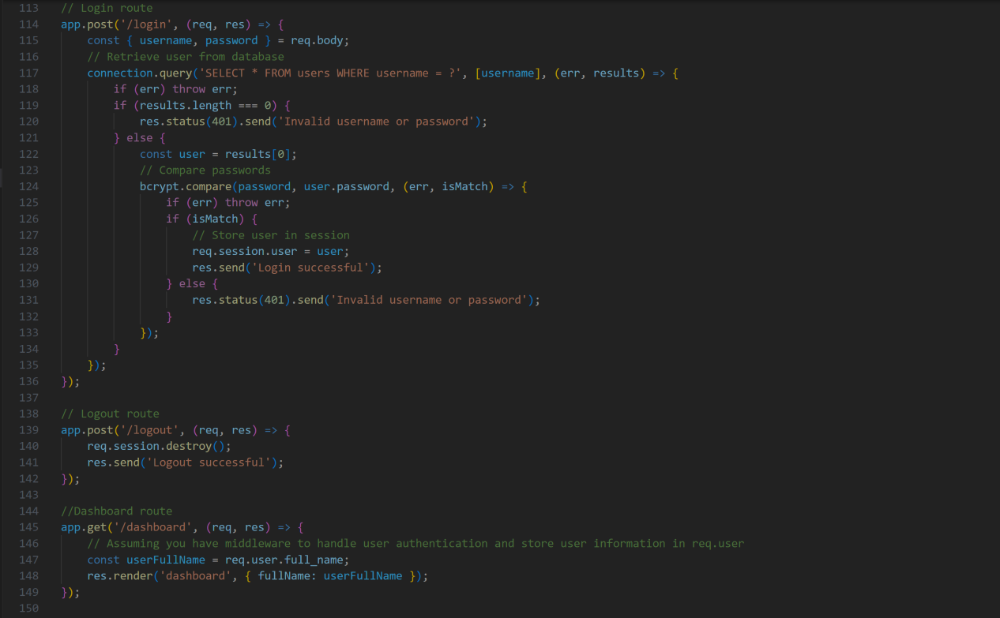 113 // Login route
114 app.post('/login', (req, res) => {
115     const { username, password } = req.body;
116     // Retrieve user from database
117     connection.query('SELECT * FROM users WHERE username = ?', [username], (err, results) => {
118         if (err) throw err;
119         if (results.length === 0) {
120             res.status(401).send('Invalid username or password');
121         } else {
122             const user = results[0];
123             // Compare passwords
124             bcrypt.compare(password, user.password, (err, isMatch) => {
125                 if (err) throw err;
126                 if (isMatch) {
127                     // Store user in session
128                     req.session.user = user;
129                     res.send('Login successful');
130                 } else {
131                     res.status(401).send('Invalid username or password');
132                 }
133             });
134         }
135     });
136 });
137
138 // Logout route
139 app.post('/logout', (req, res) => {
140     req.session.destroy();
141     res.send('Logout successful');
142 });
143
144 //Dashboard route
145 app.get('/dashboard', (req, res) => {
146     // Assuming you have middleware to handle user authentication and store user information in req.user
147     const userFullName = req.user.full_name;
148     res.render('dashboard', { fullName: userFullName });
149 });
150